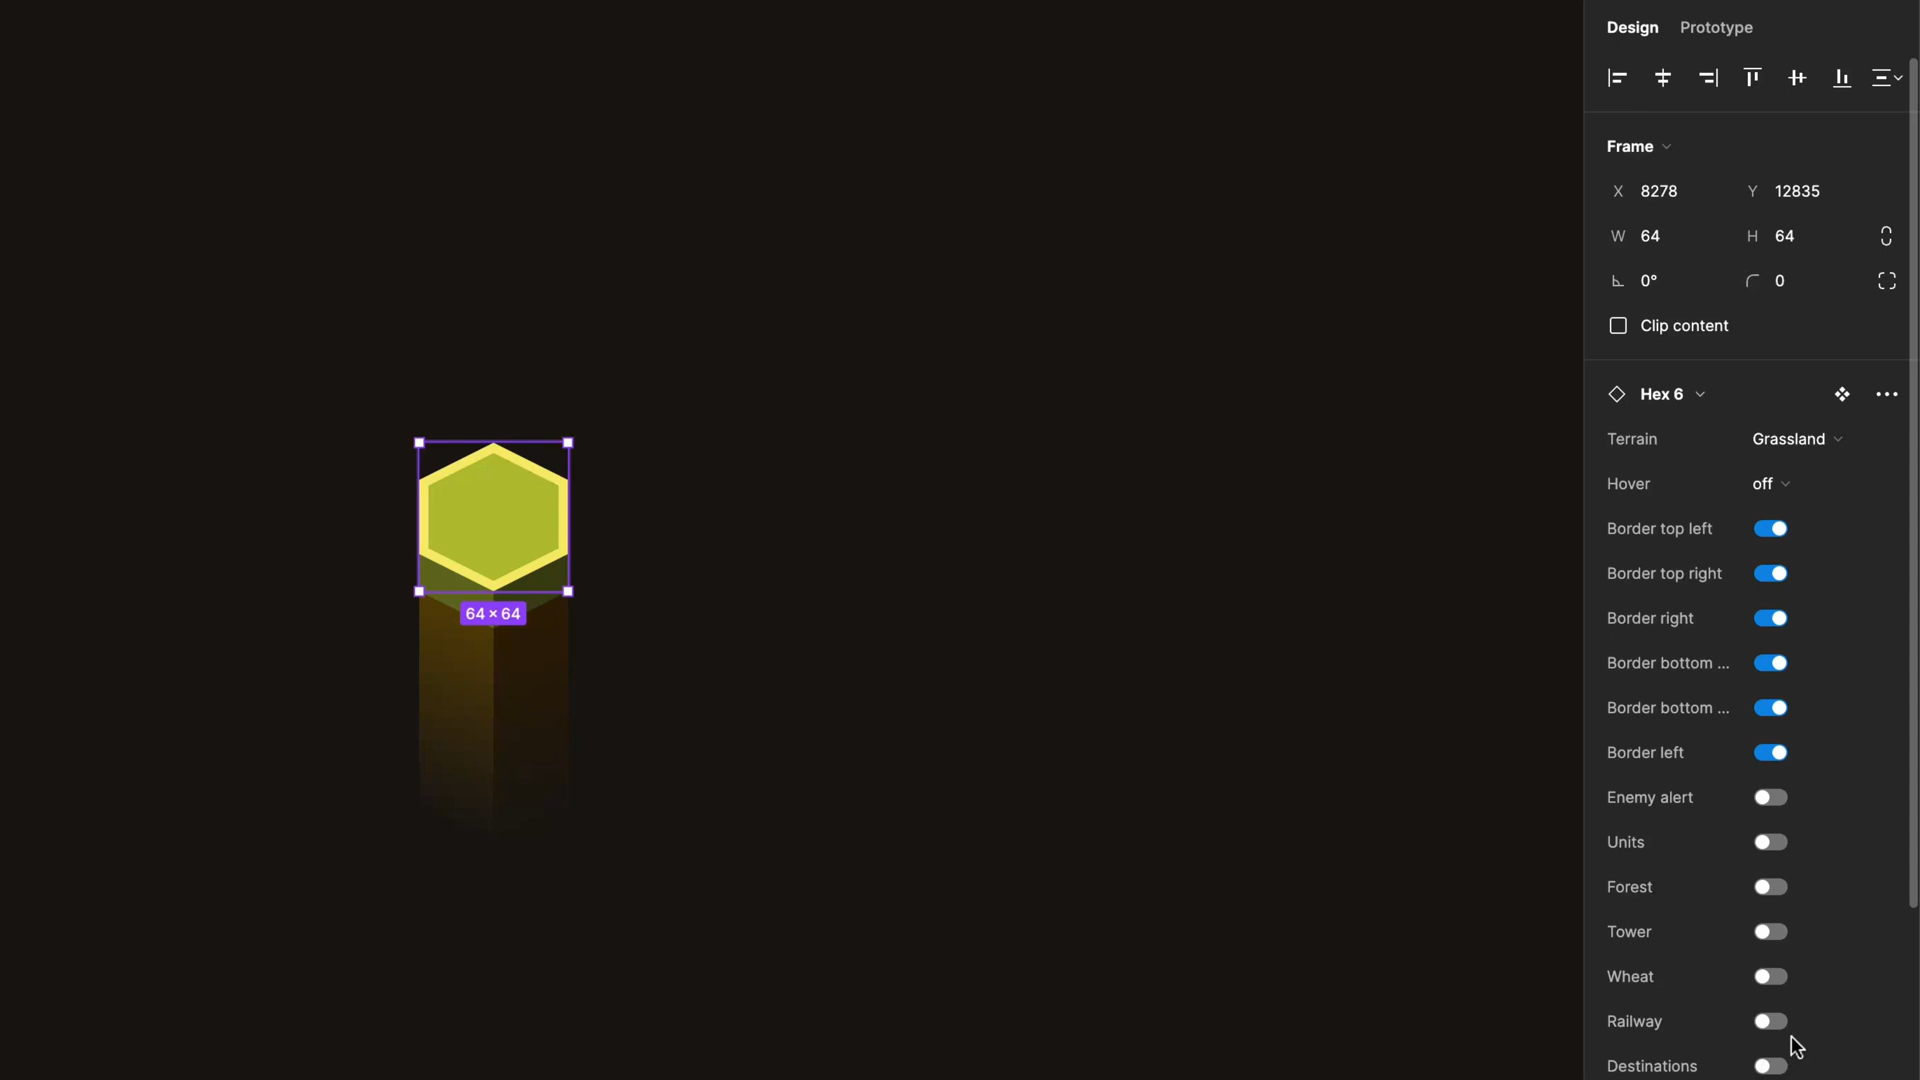 Design Prototype
Frame
X 8278 Y 12835
W 64 H 64
0° 0
Clip content
Hex 6
Terrain Grassland
Hover off
Border top left
Border top right
Border right
Border bottom ...
Border bottom ...
Border left
Enemy alert
Units
Forest
Tower
Wheat
Railway
Destinations
64 × 64